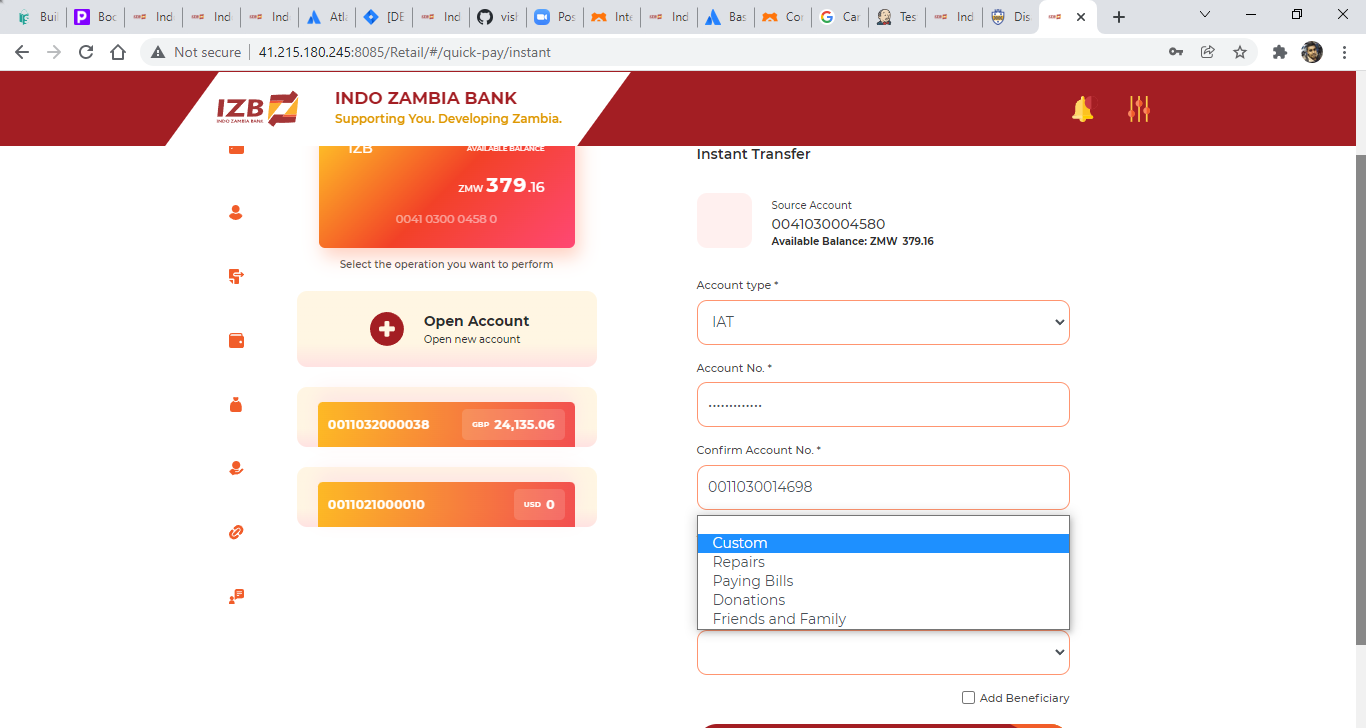 Buil
Boc
Ind
Ind
Ind
Atla
[DE
Ind
visl
Pos
Inte
Ind
Bas
Cor
Car
Tes
Ind
Dis
Not secure
41.215.180.245:8085/Retail/#/quick-pay/instant
IZB
INDO ZAMBIA BANK
INDO ZAMBIA BANK
Supporting You. Developing Zambia.
IZB
AVAILABLE BALANCE
ZMW 379.16
0041 0300 0458 0
Select the operation you want to perform
Open Account
Open new account
0011032000038
GBP 24,135.06
0011021000010
USD 0
Instant Transfer
Source Account
0041030004580
Available Balance: ZMW 379.16
Account type *
IAT
Account No. *
.............
Confirm Account No. *
0011030014698
Custom
Repairs
Paying Bills
Donations
Friends and Family
Add Beneficiary